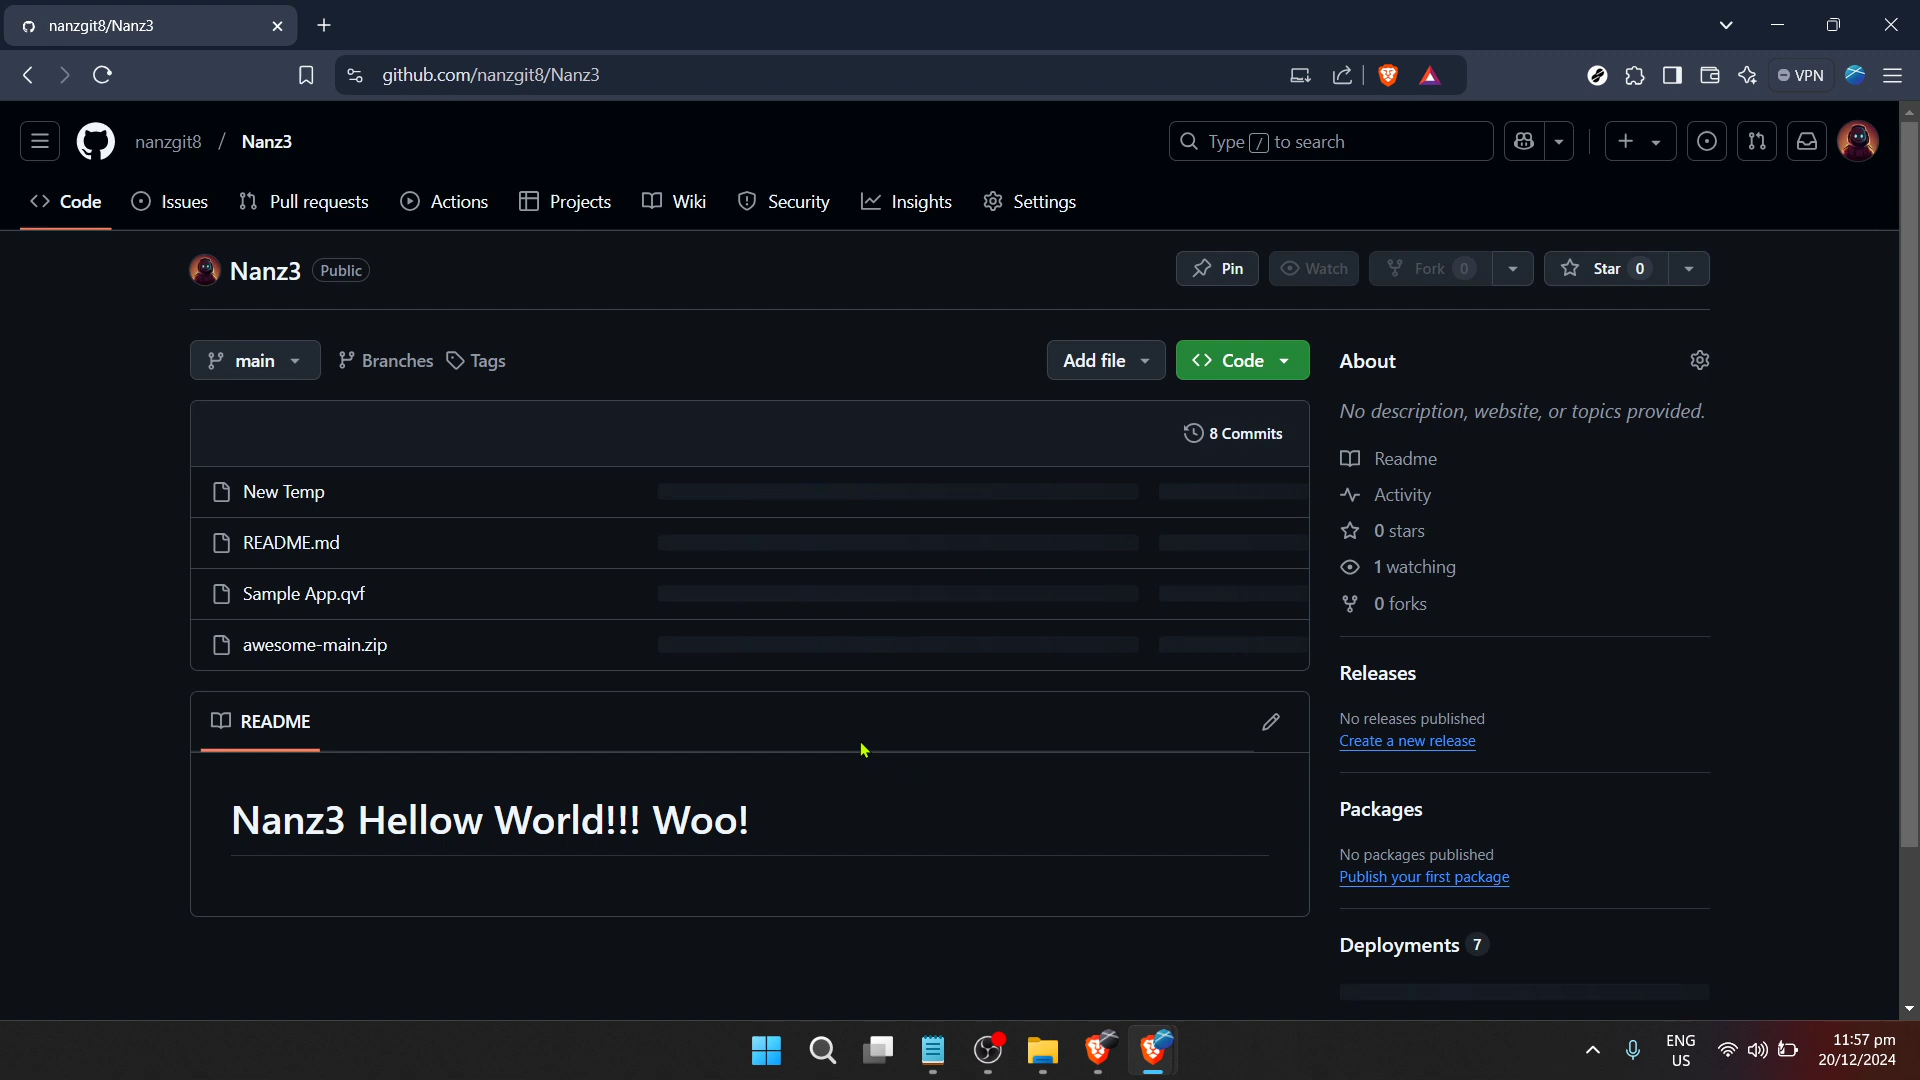 nanzgit8/Nanz3
github.com/nanzgit8/Nanz3
VPN
nanzgit8 / Nanz3
Type / to search
Code Issues Pull requests Actions Projects Wiki Security Insights Settings
Nanz3 Public
Pin Watch Fork 0 Star 0
main Branches Tags Add file Code
8 Commits
New Temp
README.md
Sample App.qvf
awesome-main.zip
README
Nanz3 Hellow World!!! Woo!
About
No description, website, or topics provided.
Readme
Activity
0 stars
1 watching
0 forks
Releases
No releases published
Create a new release
Packages
No packages published
Publish your first package
Deployments 7
ENG
US
11:57 pm
20/12/2024